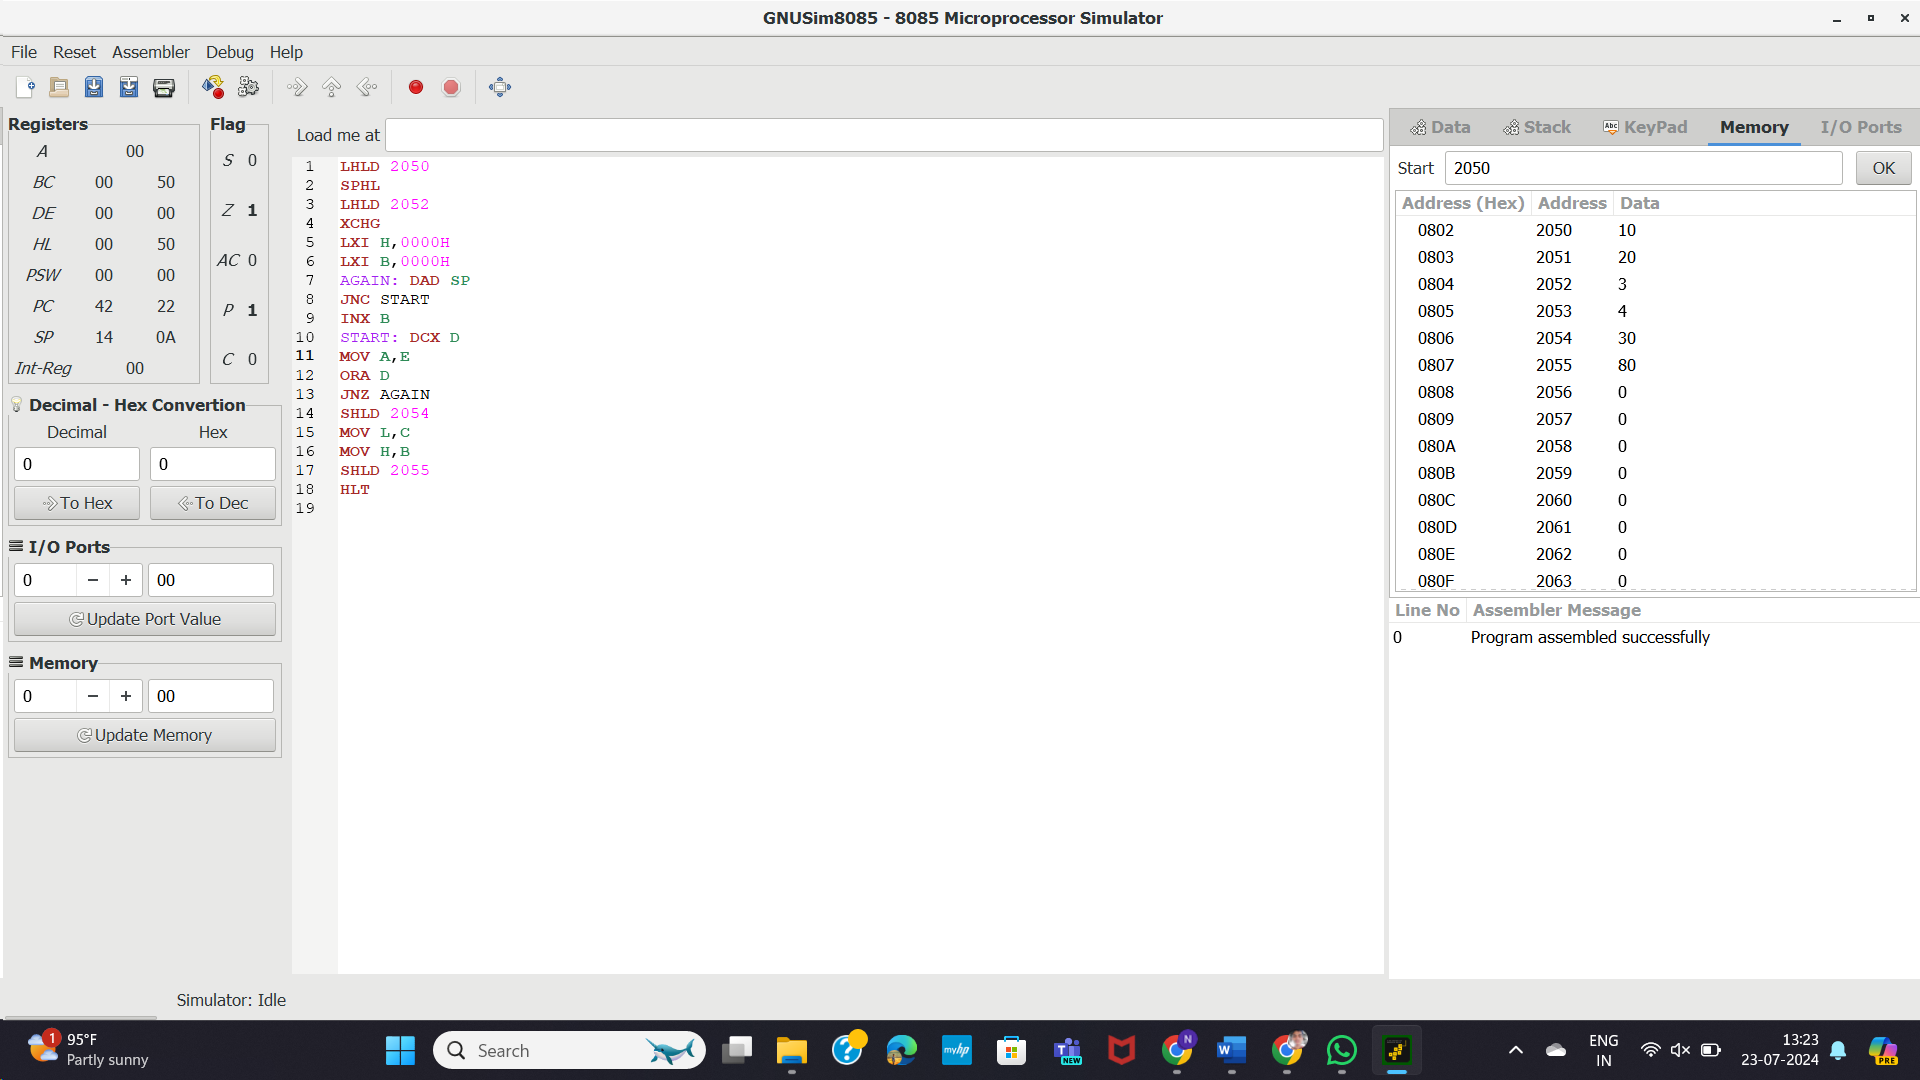 GNUSim8085 - 8085 Microprocessor Simulator
File Reset Assembler Debug Help
Registers
A 00
BC 00 50
DE 00 00
HL 00 50
PSW 00 00
PC 42 22
SP 14 0A
Int-Reg 00
Flag
S 0
Z 1
AC 0
P 1
C 0
Decimal - Hex Convertion
Decimal Hex
0 0
To Hex To Dec
I/O Ports
0 − + 00
Update Port Value
Memory
0 − + 00
Update Memory
Load me at
1 LHLD 2050
2 SPHL
3 LHLD 2052
4 XCHG
5 LXI H,0000H
6 LXI B,0000H
7 AGAIN: DAD SP
8 JNC START
9 INX B
10 START: DCX D
11 MOV A,E
12 ORA D
13 JNZ AGAIN
14 SHLD 2054
15 MOV L,C
16 MOV H,B
17 SHLD 2055
18 HLT
19
Data Stack Abc KeyPad Memory I/O Ports
Start 2050 OK
Address (Hex) Address Data
0802 2050 10
0803 2051 20
0804 2052 3
0805 2053 4
0806 2054 30
0807 2055 80
0808 2056 0
0809 2057 0
080A 2058 0
080B 2059 0
080C 2060 0
080D 2061 0
080E 2062 0
080F 2063 0
Line No Assembler Message
0 Program assembled successfully
Simulator: Idle
1 95°F
Partly sunny
Search
myhp
NEW
N
W
ENG
IN
13:23
23-07-2024
PRE